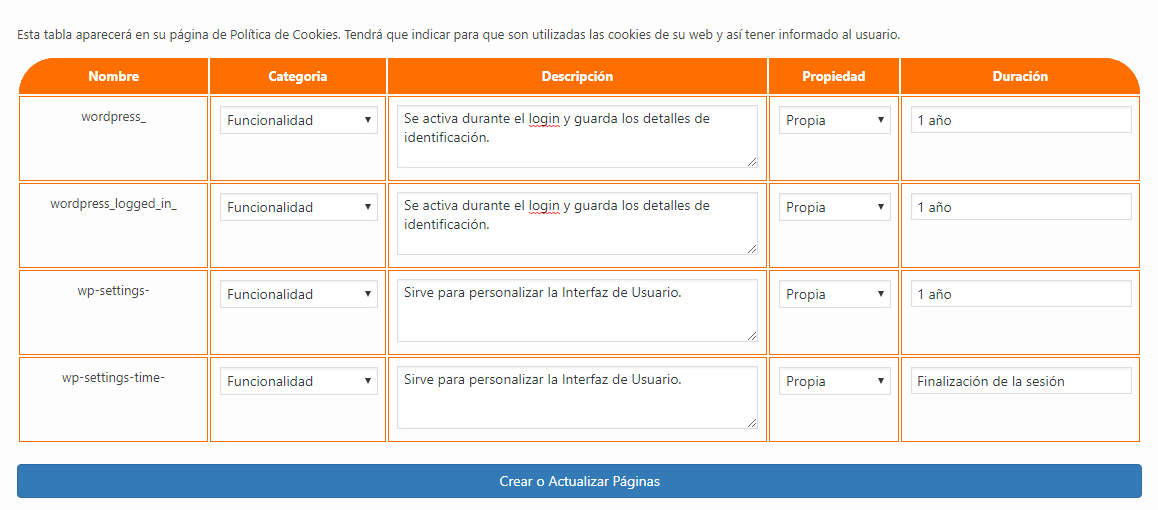 Esta tabla aparecerá en su página de Política de Cookies. Tendrá que indicar para que son utilizadas las cookies de su web y así tener informado al usuario.
Nombre Categoria Descripción Propiedad Duración
wordpress_ Funcionalidad Se activa durante el login y guarda los detalles de Propia 1 año
identificación.
wordpress_logged_in_ Funcionalidad Se activa durante el login y guarda los detalles de Propia 1 año
identificación.
wp-settings- Funcionalidad Sirve para personalizar la Interfaz de Usuario. Propia 1 año
wp-settings-time- Funcionalidad Sirve para personalizar la Interfaz de Usuario. Propia Finalización de la sesión
Crear o Actualizar Páginas